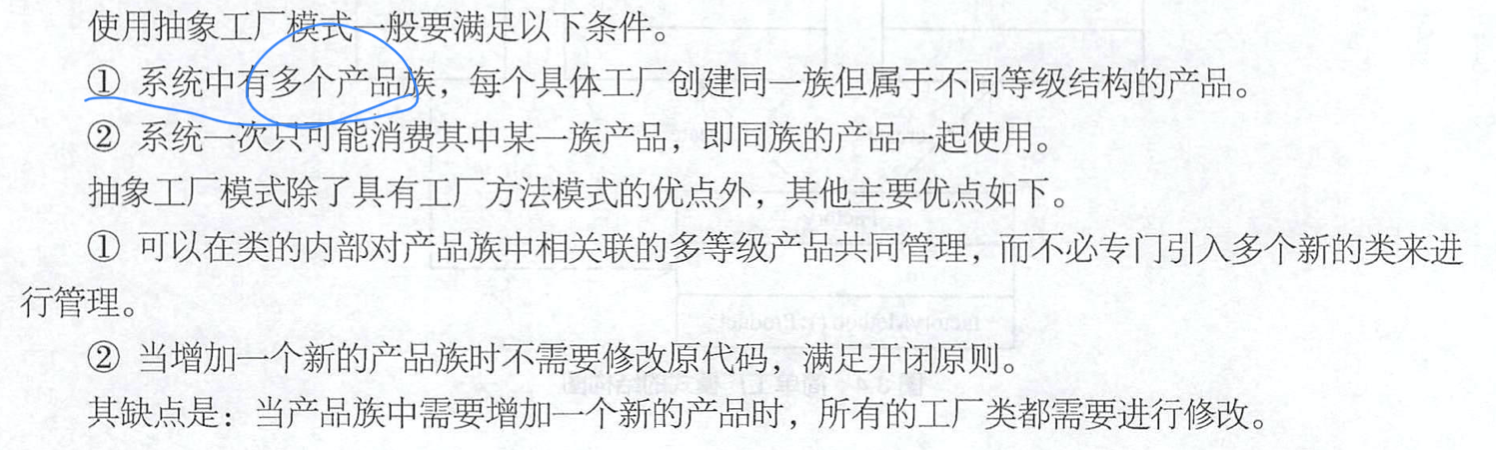 使用抽象工厂模式一般要满足以下条件。
① 系统中有多个产品族，每个具体工厂创建同一族但属于不同等级结构的产品。
② 系统一次只可能消费其中某一族产品，即同族的产品一起使用。
抽象工厂模式除了具有工厂方法模式的优点外，其他主要优点如下。
① 可以在类的内部对产品族中相关联的多等级产品共同管理，而不必专门引入多个新的类来进
行管理。
② 当增加一个新的产品族时不需要修改原代码，满足开闭原则。
其缺点是：当产品族中需要增加一个新的产品时，所有的工厂类都需要进行修改。